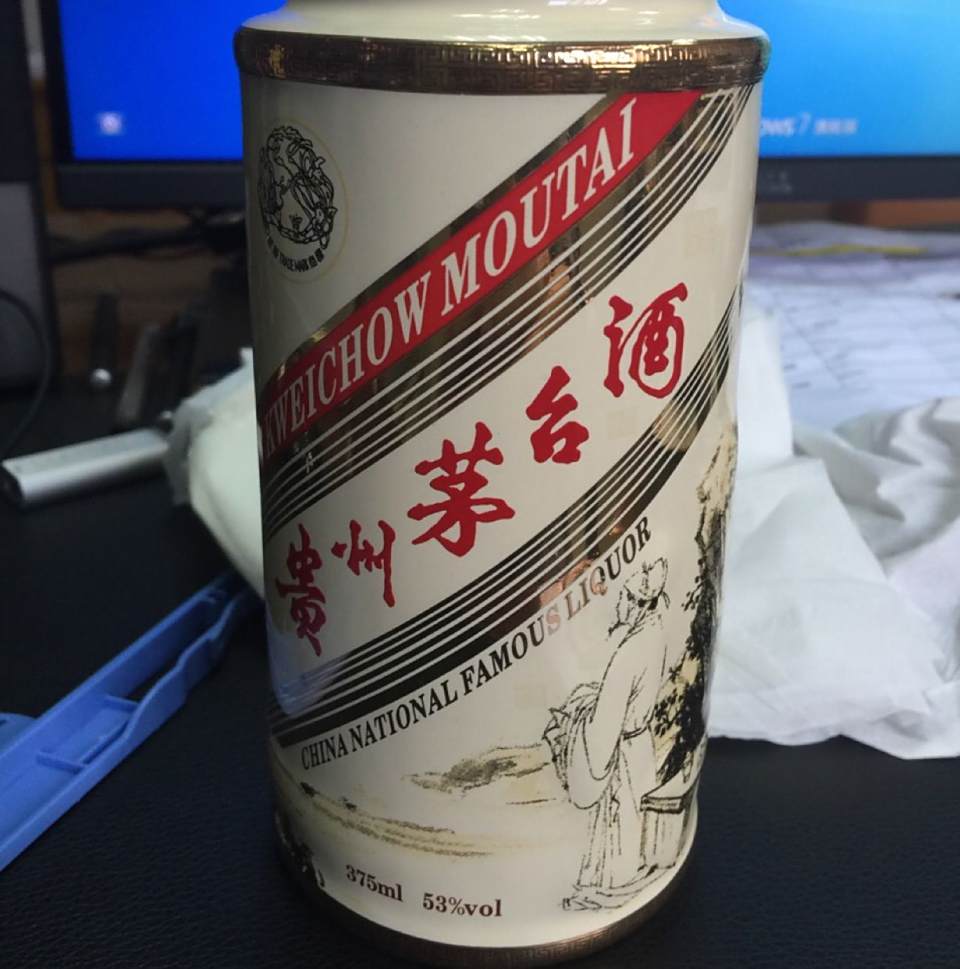 KWEICHOW MOUTAI
贵州茅台酒
CHINA NATIONAL FAMOUS LIQUOR
375ml 53%vol